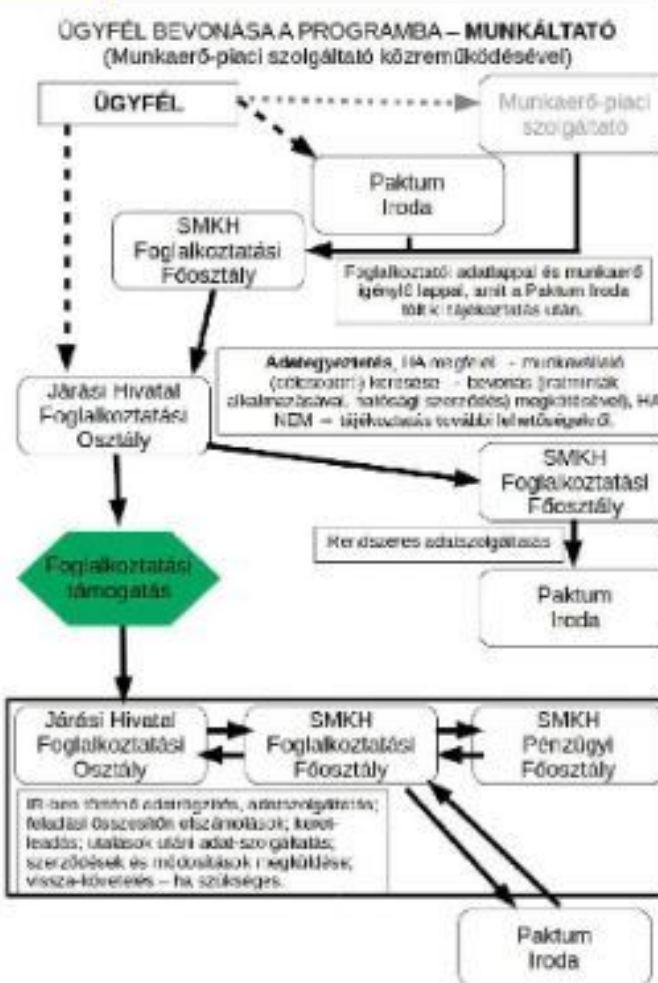 ÜGYFÉL BEVONÁSA A PROGRAMBA – MUNKÁLTATÓ
(Munkaerő-piaci szolgáltató közreműködésével)
ÜGYFÉL
Munkaerő-piaci
szolgáltató
Paktum
Iroda
SMKH
Foglalkoztatási
Főosztály
Foglalkoztatói adatlappal és munkaerő
igénylő lappal, amit a Paktum Iroda
tölt ki tájékoztatás után.
Adategyeztetés, HA megfelel → munkavállaló
(célcsoport) keresése → bevonás (iratminták
alkalmazásával, hatósági szerződés) megkötésével), HA
NEM → tájékoztatás további lehetőségekről.
Járási Hivatal
Foglalkoztatási
Osztály
SMKH
Foglalkoztatási
Főosztály
Rendszeres adatszolgáltatás
Foglalkoztatási
támogatás
Paktum
Iroda
Járási Hivatal
Foglalkoztatási
Osztály
SMKH
Foglalkoztatási
Főosztály
SMKH
Pénzügyi
Főosztály
IR-ben történő adatrögzítés, adatszolgáltatás;
feladási összesítőn elszámolások; keret-
leadás; utalások utáni adat-szolgáltatás;
szerződések és módosítások megküldése;
vissza-követelés – ha szükséges.
Paktum
Iroda